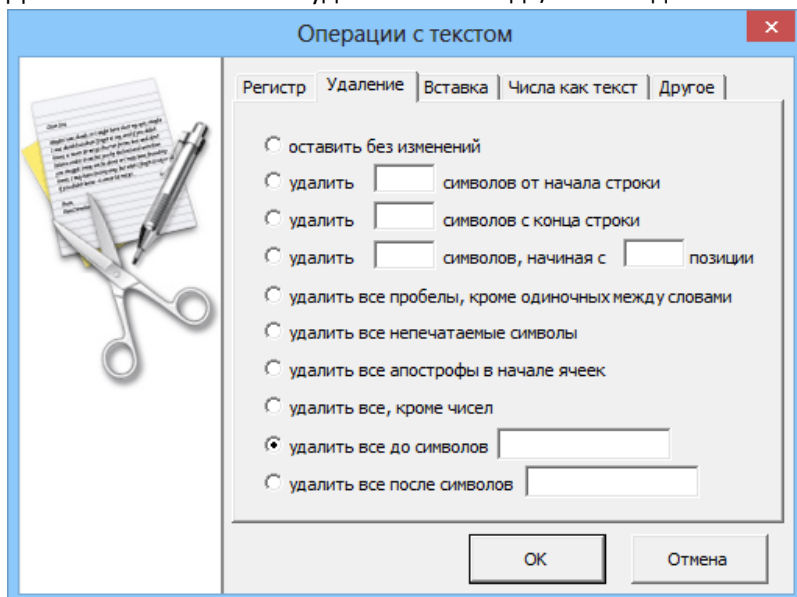 Операции с текстом
Регистр Удаление Вставка Числа как текст Другое
оставить без изменений
удалить символов от начала строки
удалить символов с конца строки
удалить символов, начиная с позиции
удалить все пробелы, кроме одиночных между словами
удалить все непечатаемые символы
удалить все апострофы в начале ячеек
удалить все, кроме чисел
удалить все до символов
удалить все после символов
ОК Отмена